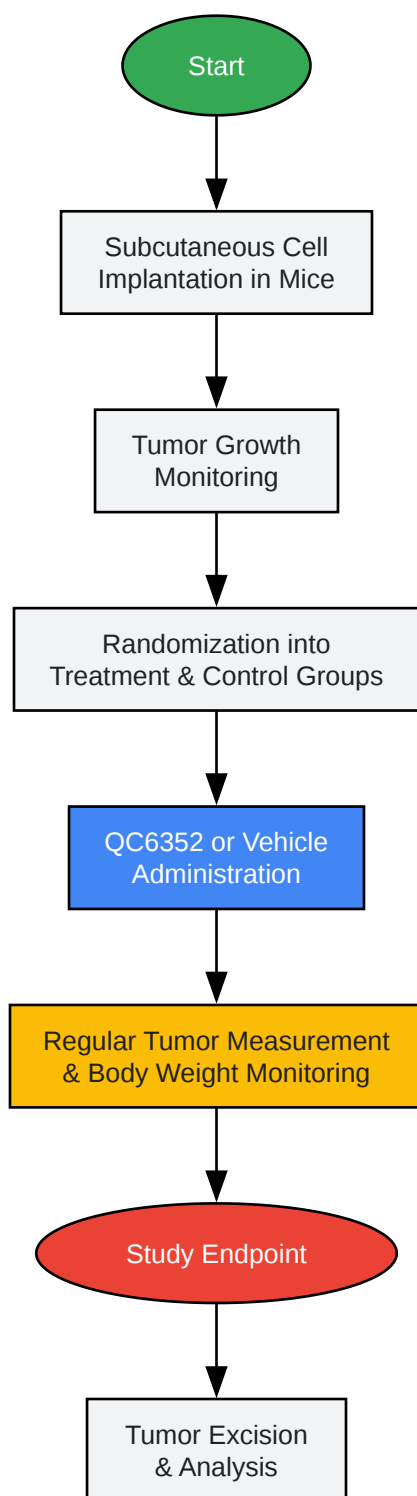 Start
Subcutaneous Cell
Implantation in Mice
Tumor Growth
Monitoring
Randomization into
Treatment & Control Groups
QC6352 or Vehicle
Administration
Regular Tumor Measurement
& Body Weight Monitoring
Study Endpoint
Tumor Excision
& Analysis